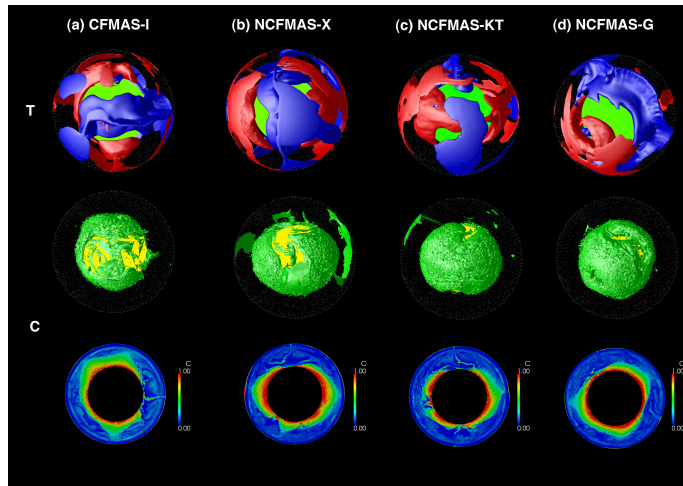 (a) CFMAS-I (b) NCFMAS-X (c) NCFMAS-KT (d) NCFMAS-G
T
C
C C C C
1.00 1.00 1.00 1.00
0.00 0.00 0.00 0.00